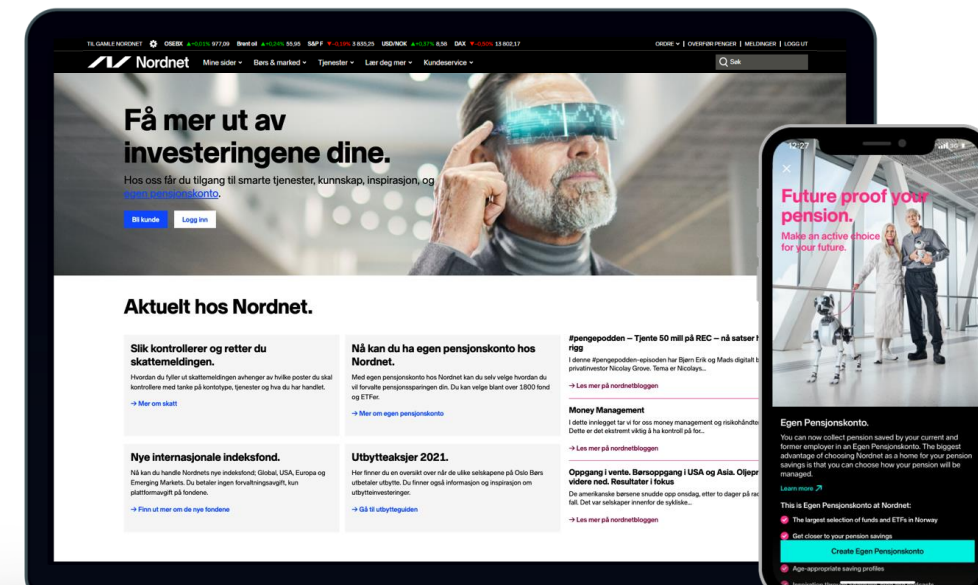 TIL GAMLE NORDNET OSEBX ▲+0,01% 977,09 Brent oil ▲+0,24% 55,95 S&P F ▼-0,19% 3 835,25 USD/NOK ▲+0,37% 8,56 DAX ▼-0,50% 13 802,17 ORDRE | OVERFØR PENGER | MELDINGER | LOGG UT
Nordnet Mine sider Børs & marked Tjenester Lær deg mer Kundeservice Søk
Få mer ut av
investeringene dine.
Hos oss får du tilgang til smarte tjenester, kunnskap, inspirasjon, og
egen pensjonskonto.
Bli kunde Logg inn
Aktuelt hos Nordnet.
Slik kontrollerer og retter du
skattemeldingen.
Hvordan du fyller ut skattemeldingen avhenger av hvilke poster du skal
kontrollere med tanke på kontotype, tjenester og hva du har handlet.
→ Mer om skatt
Nå kan du ha egen pensjonskonto hos
Nordnet.
Med egen pensjonskonto hos Nordnet kan du selv velge hvordan du
vil forvalte pensjonssparingen din. Du kan velge blant over 1800 fond
og ETFer.
→ Mer om egen pensjonskonto
Nye internasjonale indeksfond.
Nå kan du handle Nordnets nye indeksfond; Global, USA, Europa og
Emerging Markets. Du betaler ingen forvaltningsavgift, kun
plattformavgift på fondene.
→ Finn ut mer om de nye fondene
Utbytteaksjer 2021.
Her finner du en oversikt over når de ulike selskapene på Oslo Børs
utbetaler utbytte. Du finner også informasjon og inspirasjon om
utbytteinvesteringer.
→ Gå til utbytteguiden
#pengepodden – Tjente 50 mill på REC – nå satser
rigg
I denne #pengepodden-episoden har Bjørn Erik og Mads digitalt
privatinvestor Nicolay Grove. Tema er Nicolays...
→ Les mer på nordnetbloggen
Money Management
I dette innlegget tar vi for oss money management og
Dette er det ekstremt viktig å ha kontroll på for...
→ Les mer på nordnetbloggen
Oppgang i vente. Børsoppgang i USA og Asia.
videre ned. Resultater i fokus
De amerikanske børsene snudde opp onsdag, etter to dager på
fall. Det var selskaper innenfor de sykliske...
→ Les mer på nordnetbloggen
12:27
Future proof your
pension.
Make an active choice
for your future.
Egen Pensjonskonto.
You can now collect pension saved by your current and
former employer in an Egen Pensjonskonto. The biggest
advantage of choosing Nordnet as a home for your pension
savings is that you can choose how your pension will be
managed.
Learn more
This is Egen Pensjonskonto at Nordnet:
The largest selection of funds and ETFs in Norway
Get closer to your pension savings
Create Egen Pensjonskonto
Age-appropriate saving profiles